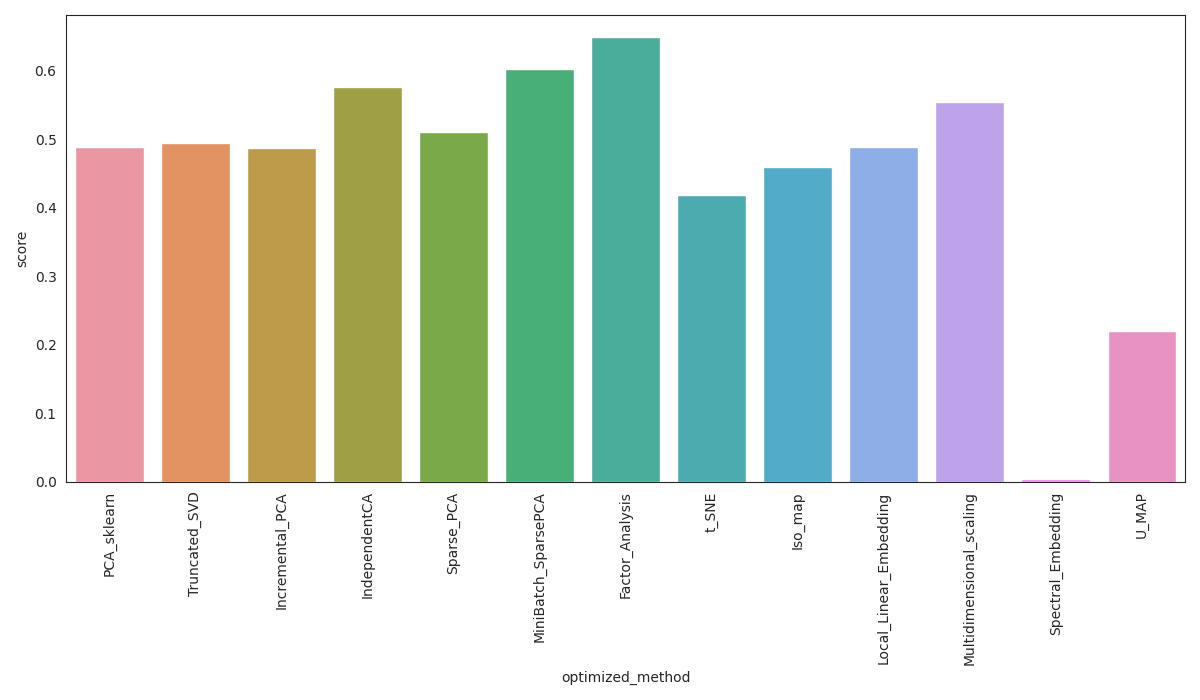 score
0.6
0.5
0.4
0.3
0.2
0.1
0.0
PCA_sklearn
Truncated_SVD
Incremental_PCA
IndependentCA
Sparse_PCA
MiniBatch_SparsePCA
Factor_Analysis
t_SNE
Iso_map
Local_Linear_Embedding
Multidimensional_scaling
Spectral_Embedding
U_MAP
optimized_method